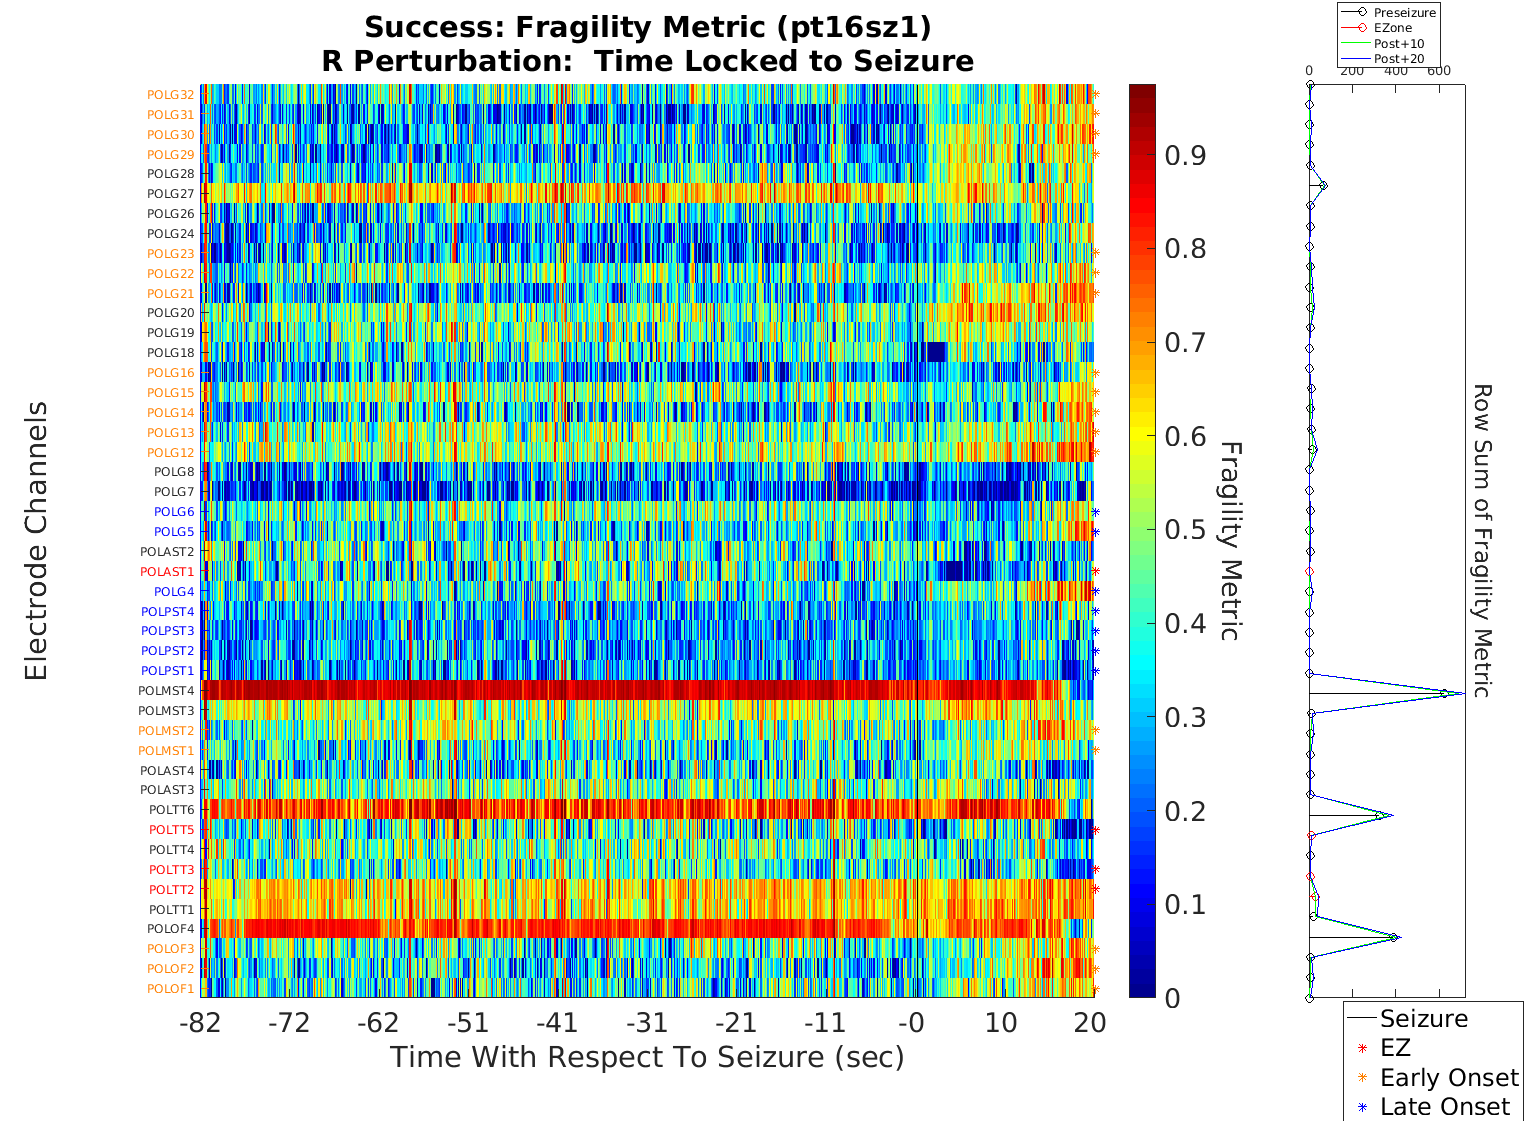 Success: Fragility Metric (pt16sz1)
R Perturbation: Time Locked to Seizure
Preseizure
EZone
Post+10
Post+20
0 200 400 600
Electrode Channels
POLG32
POLG31
POLG30
POLG29
POLG28
POLG27
POLG26
POLG24
POLG23
POLG22
POLG21
POLG20
POLG19
POLG18
POLG16
POLG15
POLG14
POLG13
POLG12
POLG8
POLG7
POLG6
POLG5
POLAST2
POLAST1
POLG4
POLPST4
POLPST3
POLPST2
POLPST1
POLMST4
POLMST3
POLMST2
POLMST1
POLAST4
POLAST3
POLTT6
POLTT5
POLTT4
POLTT3
POLTT2
POLTT1
POLOF4
POLOF3
POLOF2
POLOF1
-82 -72 -62 -51 -41 -31 -21 -11 -0 10 20
Time With Respect To Seizure (sec)
0.9
0.8
0.7
0.6
0.5
0.4
0.3
0.2
0.1
0
Fragility Metric
Row Sum of Fragility Metric
Seizure
EZ
Early Onset
Late Onset